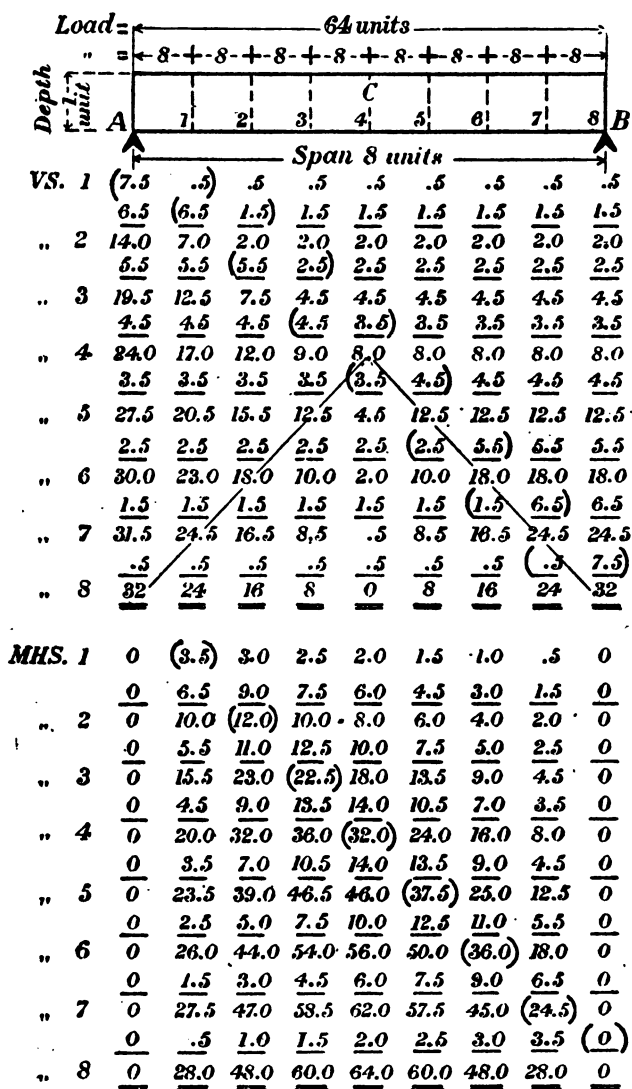 Load = 64 units
" = 8 + 8 + 8 + 8 + 8 + 8 + 8 + 8
Depth 1 unit
C
A 1 2 3 4 5 6 7 8 B
Span 8 units
VS. 1 (7.5 .5) .5 .5 .5 .5 .5 .5 .5
6.5 (6.5 1.5) 1.5 1.5 1.5 1.5 1.5 1.5
" 2 14.0 7.0 2.0 2.0 2.0 2.0 2.0 2.0 2.0
5.5 5.5 (5.5 2.5) 2.5 2.5 2.5 2.5 2.5
" 3 19.5 12.5 7.5 4.5 4.5 4.5 4.5 4.5 4.5
4.5 4.5 4.5 (4.5 3.5) 3.5 3.5 3.5 3.5
" 4 24.0 17.0 12.0 9.0 8.0 8.0 8.0 8.0 8.0
3.5 3.5 3.5 3.5 (3.5 4.5) 4.5 4.5 4.5
" 5 27.5 20.5 15.5 12.5 4.5 12.5 12.5 12.5 12.5
2.5 2.5 2.5 2.5 2.5 (2.5 5.5) 5.5 5.5
" 6 30.0 23.0 18.0 10.0 2.0 10.0 18.0 18.0 18.0
1.5 1.5 1.5 1.5 1.5 1.5 (1.5 6.5) 6.5
" 7 31.5 24.5 16.5 8.5 .5 8.5 16.5 24.5 24.5
.5 .5 .5 .5 .5 .5 .5 (.5 7.5)
" 8 32 24 16 8 0 8 16 24 32
MHS. 1 0 (3.5) 3.0 2.5 2.0 1.5 1.0 .5 0
0 6.5 9.0 7.5 6.0 4.5 3.0 1.5 0
" 2 0 10.0 (12.0) 10.0 8.0 6.0 4.0 2.0 0
0 5.5 11.0 12.5 10.0 7.5 5.0 2.5 0
" 3 0 15.5 23.0 (22.5) 18.0 13.5 9.0 4.5 0
0 4.5 9.0 13.5 14.0 10.5 7.0 3.5 0
" 4 0 20.0 32.0 36.0 (32.0) 24.0 16.0 8.0 0
0 3.5 7.0 10.5 14.0 13.5 9.0 4.5 0
" 5 0 23.5 39.0 46.5 46.0 (37.5) 25.0 12.5 0
0 2.5 5.0 7.5 10.0 12.5 11.0 5.5 0
" 6 0 26.0 44.0 54.0 56.0 50.0 (36.0) 18.0 0
0 1.5 3.0 4.5 6.0 7.5 9.0 6.5 0
" 7 0 27.5 47.0 58.5 62.0 57.5 45.0 (24.5) 0
0 .5 1.0 1.5 2.0 2.5 3.0 3.5 (0)
" 8 0 28.0 48.0 60.0 64.0 60.0 48.0 28.0 0